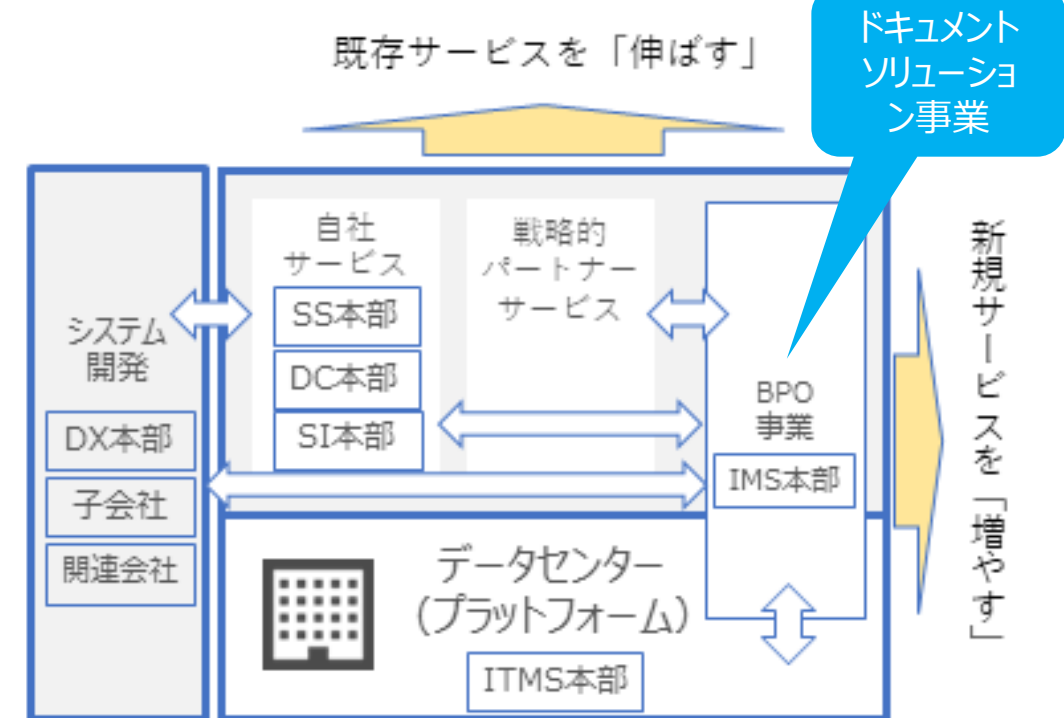 既存サービスを「伸ばす」
ドキュメント
ソリューショ
ン事業
システム
開発
DX本部
子会社
関連会社
自社
サービス
SS本部
DC本部
SI本部
戦略的
パートナー
サービス
BPO
事業
IMS本部
データセンター
(プラットフォーム)
ITMS本部
新規サービスを「増やす」